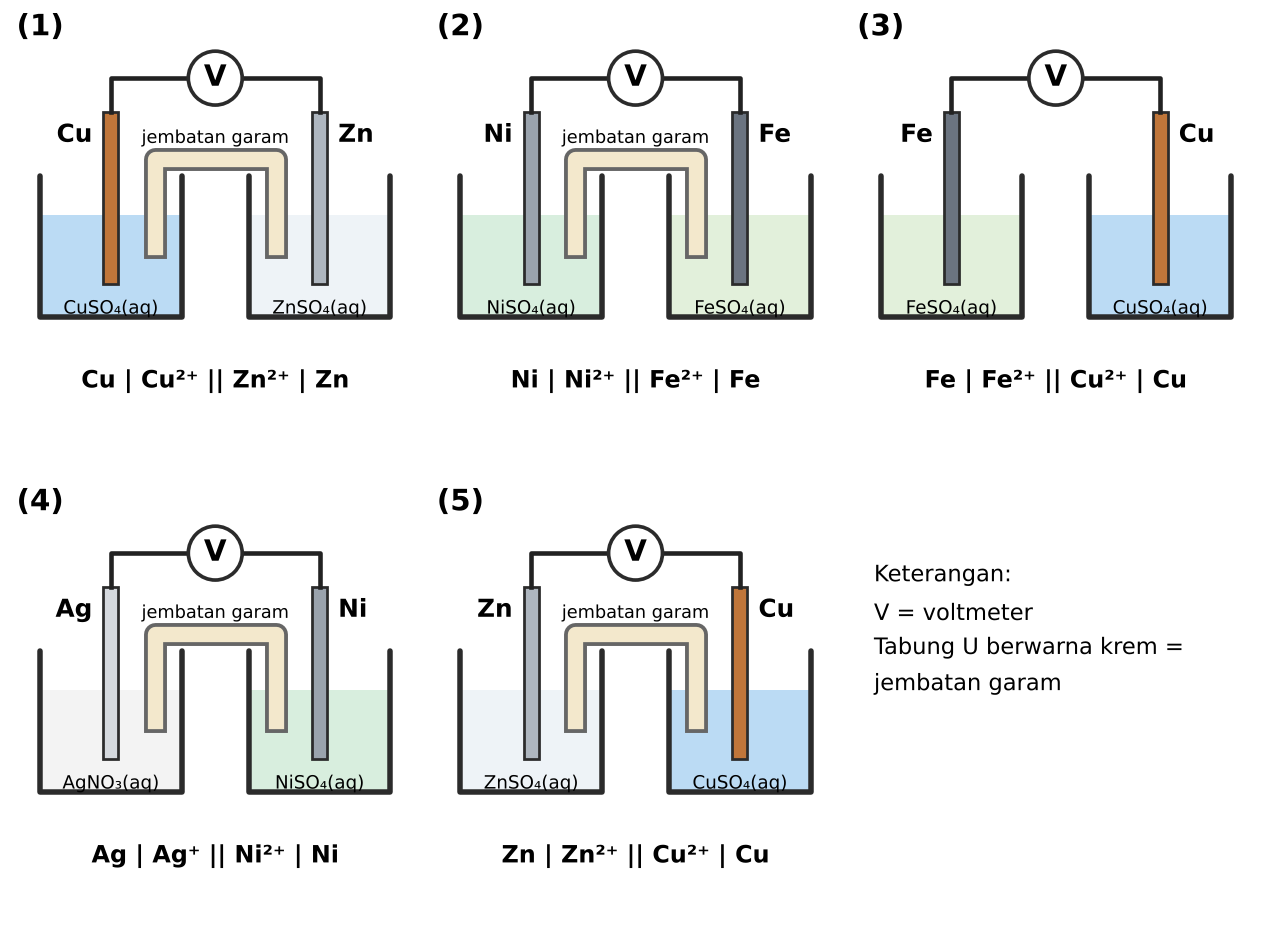 (1)
V
Cu
jembatan garam
Zn
CuSO₄(aq)
ZnSO₄(aq)
Cu | Cu²⁺ || Zn²⁺ | Zn
(2)
V
Ni
jembatan garam
Fe
NiSO₄(aq)
FeSO₄(aq)
Ni | Ni²⁺ || Fe²⁺ | Fe
(3)
V
Fe
Cu
FeSO₄(aq)
CuSO₄(aq)
Fe | Fe²⁺ || Cu²⁺ | Cu
(4)
V
Ag
jembatan garam
Ni
AgNO₃(aq)
NiSO₄(aq)
Ag | Ag⁺ || Ni²⁺ | Ni
(5)
V
Zn
jembatan garam
Cu
ZnSO₄(aq)
CuSO₄(aq)
Zn | Zn²⁺ || Cu²⁺ | Cu
Keterangan:
V = voltmeter
Tabung U berwarna krem =
jembatan garam